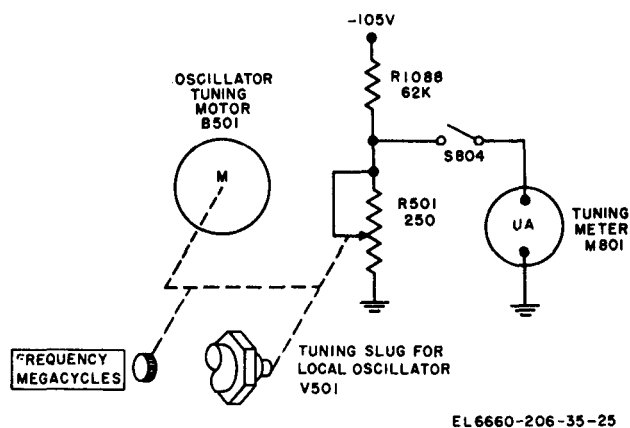 -105V
R1088
62K
OSCILLATOR
TUNING
MOTOR
B501
M
S804
R501
250
UA
TUNING
METER
M801
FREQUENCY
MEGACYCLES
TUNING SLUG FOR
LOCAL OSCILLATOR
V501
EL6660-206-35-25